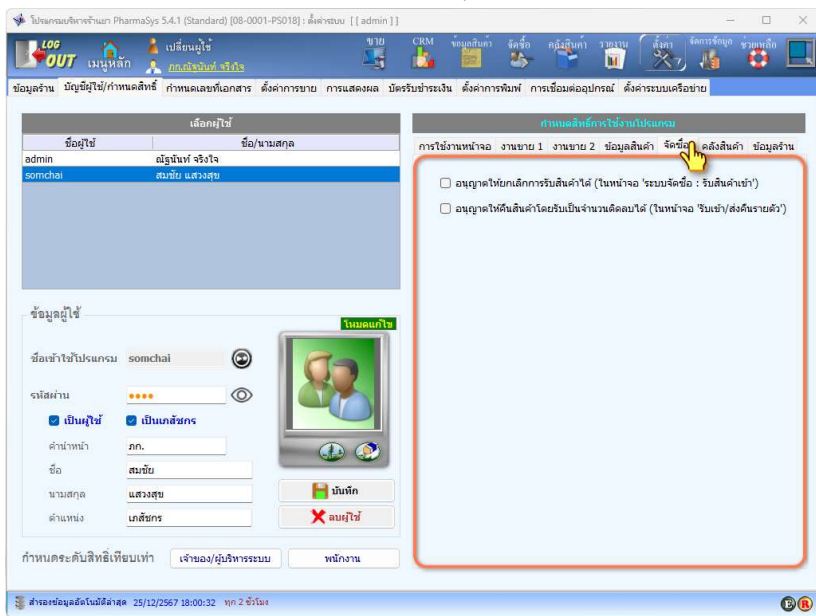 โปรแกรมบริหารร้านยา PharmaSys 5.4.1 (Standard) [08-0001-PS018] : ตั้งค่าระบบ [[ admin ]]
LOG OUT เมนูหลัก เปลี่ยนผู้ใช้ ขาย CRM ข้อมูลสินค้า จัดซื้อ คลังสินค้า รายงาน ตั้งค่า จัดการข้อมูล ช่วยเหลือ
ภก.ณัฐนันท์ จริงใจ
ข้อมูลร้าน บัญชีผู้ใช้/กำหนดสิทธิ์ กำหนดเลขที่เอกสาร ตั้งค่าการขาย การแสดงผล บัตรรับชำระเงิน ตั้งค่าการพิมพ์ การเชื่อมต่ออุปกรณ์ ตั้งค่าระบบเครือข่าย
เลือกผู้ใช้
ชื่อผู้ใช้ ชื่อ/นามสกุล
admin ณัฐนันท์ จริงใจ
somchai สมชัย แสวงสุข
กำหนดสิทธิ์การใช้งานโปรแกรม
การใช้งานหน้าจอ งานขาย 1 งานขาย 2 ข้อมูลสินค้า จัดซื้อ คลังสินค้า ข้อมูลร้าน
อนุญาตให้ยกเลิกการรับสินค้าได้ (ในหน้าจอ 'ระบบจัดซื้อ : รับสินค้าเข้า')
อนุญาตให้คืนสินค้าโดยรับเป็นจำนวนติดลบได้ (ในหน้าจอ 'รับเข้า/ส่งคืนรายตัว')
ข้อมูลผู้ใช้
โหมดแก้ไข
ชื่อเข้าใช้โปรแกรม somchai
รหัสผ่าน
เป็นผู้ใช้ เป็นเภสัชกร
คำนำหน้า ภก.
ชื่อ สมชัย
นามสกุล แสวงสุข
ตำแหน่ง เภสัชกร
บันทึก
ลบผู้ใช้
กำหนดระดับสิทธิ์เทียบเท่า เจ้าของ/ผู้บริหารระบบ พนักงาน
สำรองข้อมูลอัตโนมัติล่าสุด 25/12/2567 18:00:32 ทุก 2 ชั่วโมง
E R